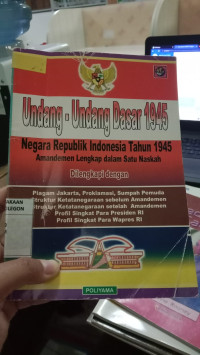 Undang - Undang Dasar 1945
Negara Republik Indonesia Tahun 1945
Amandemen Lengkap dalam Satu Naskah
Dilengkapi dengan
Piagam Jakarta, Proklamasi, Sumpah Pemuda
Struktur Ketatanegaraan sebelum Amandemen
Struktur Ketatanegaraan setelah Amandemen
Profil Singkat Para Presiden RI
Profil Singkat Para Wapres RI
KAAN
LEGON
POLIYAMA